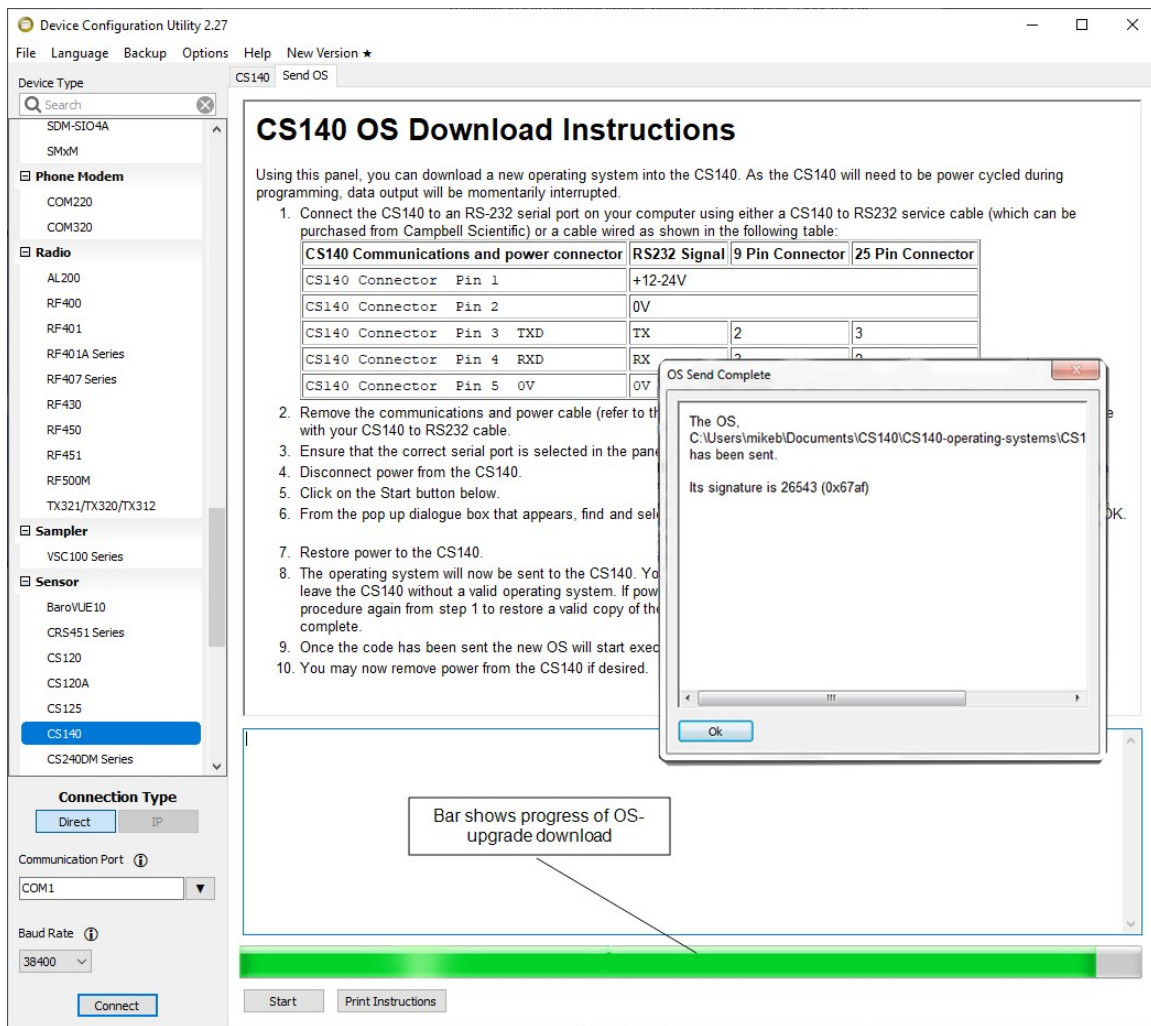 Device Configuration Utility 2.27
File Language Backup Options Help New Version ★
Device Type
Search
SDM-SIO4A
SMxM
Phone Modem
COM220
COM320
Radio
AL200
RF400
RF401
RF401A Series
RF407 Series
RF430
RF450
RF451
RF500M
TX321/TX320/TX312
Sampler
VSC100 Series
Sensor
BaroVUE10
CRS451 Series
CS120
CS120A
CS125
CS140
CS240DM Series
Connection Type
Direct IP
Communication Port
COM1
Baud Rate
38400
Connect
CS140 Send OS
CS140 OS Download Instructions
Using this panel, you can download a new operating system into the CS140. As the CS140 will need to be power cycled during
programming, data output will be momentarily interrupted.
1. Connect the CS140 to an RS-232 serial port on your computer using either a CS140 to RS232 service cable (which can be
purchased from Campbell Scientific) or a cable wired as shown in the following table:
CS140 Communications and power connector RS232 Signal 9 Pin Connector 25 Pin Connector
CS140 Connector Pin 1 +12-24V
CS140 Connector Pin 2 0V
CS140 Connector Pin 3 TXD TX 2 3
CS140 Connector Pin 4 RXD RX
CS140 Connector Pin 5 0V 0V
2. Remove the communications and power cable (refer to
with your CS140 to RS232 cable.
3. Ensure that the correct serial port is selected in the
4. Disconnect power from the CS140.
5. Click on the Start button below.
6. From the pop up dialogue box that appears, find and
7. Restore power to the CS140.
8. The operating system will now be sent to the CS140.
leave the CS140 without a valid operating system. If
procedure again from step 1 to restore a valid copy of
complete.
9. Once the code has been sent the new OS will start
10. You may now remove power from the CS140 if desired.
OS Send Complete
The OS,
C:\Users\mikeb\Documents\CS140\CS140-operating-systems\CS1
has been sent.
Its signature is 26543 (0x67af)
Ok
Bar shows progress of OS-
upgrade download
Start Print Instructions